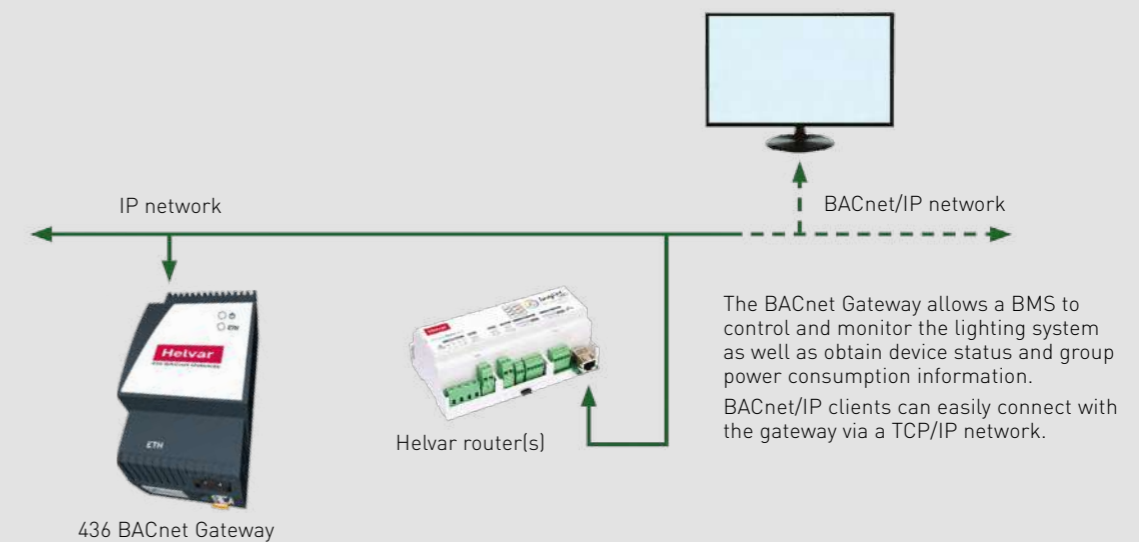 IP network
BACnet/IP network
Helvar
ETH
436 BACnet Gateway
Helvar
Helvar router(s)
The BACnet Gateway allows a BMS to
control and monitor the lighting system
as well as obtain device status and group
power consumption information.
BACnet/IP clients can easily connect with
the gateway via a TCP/IP network.